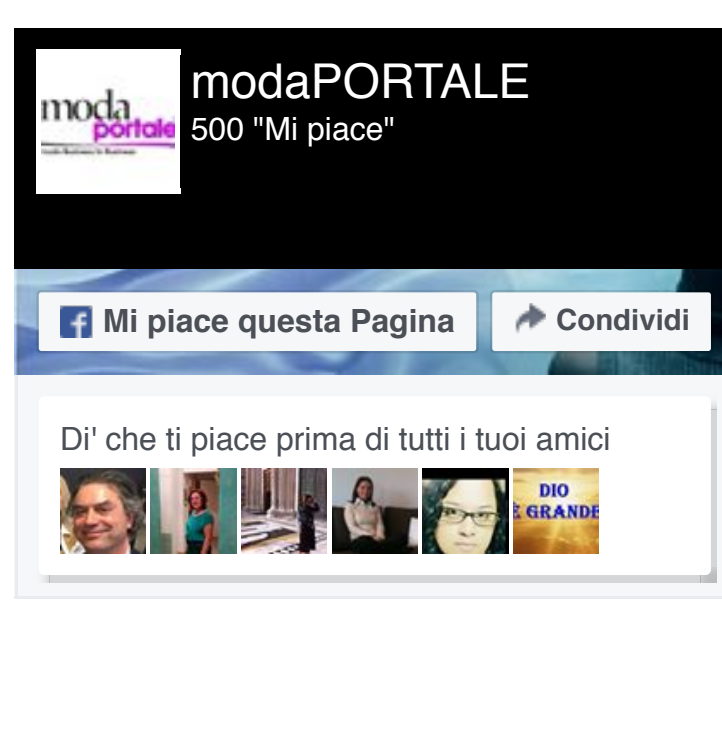 moda
portale
modaPORTALE
500 "Mi piace"
Mi piace questa Pagina
Condividi
Di' che ti piace prima di tutti i tuoi amici
DIO
È GRANDE